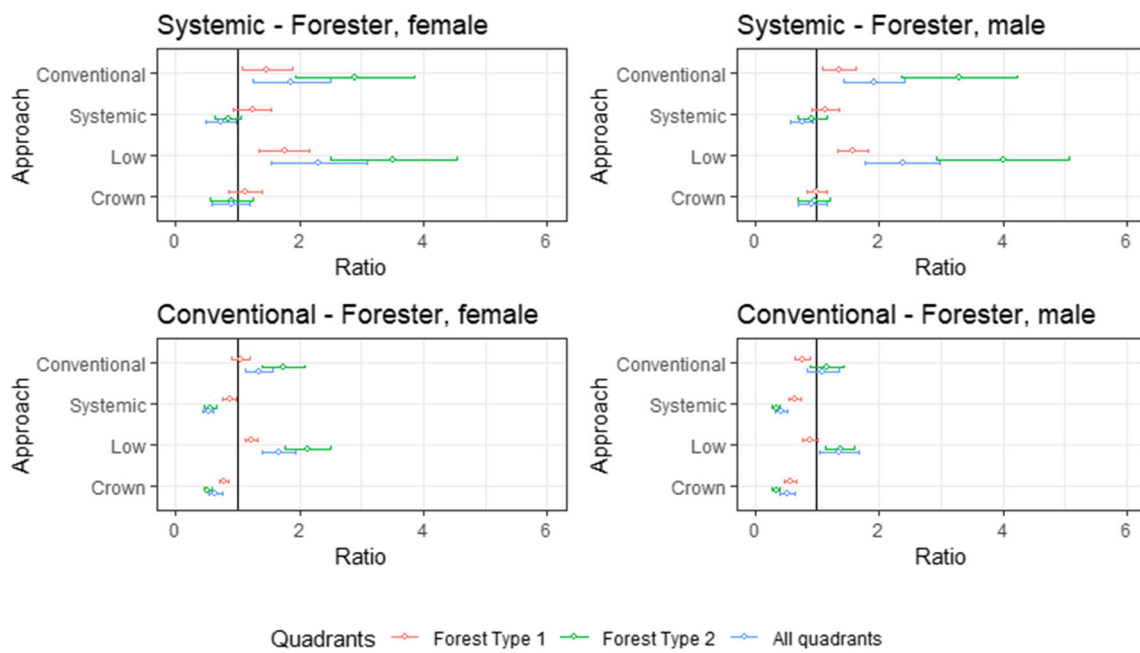 Systemic - Forester, female
Approach
Conventional
Systemic
Low
Crown
0 2 4 6
Ratio
Systemic - Forester, male
Approach
Conventional
Systemic
Low
Crown
0 2 4 6
Ratio
Conventional - Forester, female
Approach
Conventional
Systemic
Low
Crown
0 2 4 6
Ratio
Conventional - Forester, male
Approach
Conventional
Systemic
Low
Crown
0 2 4 6
Ratio
Quadrants Forest Type 1 Forest Type 2 All quadrants